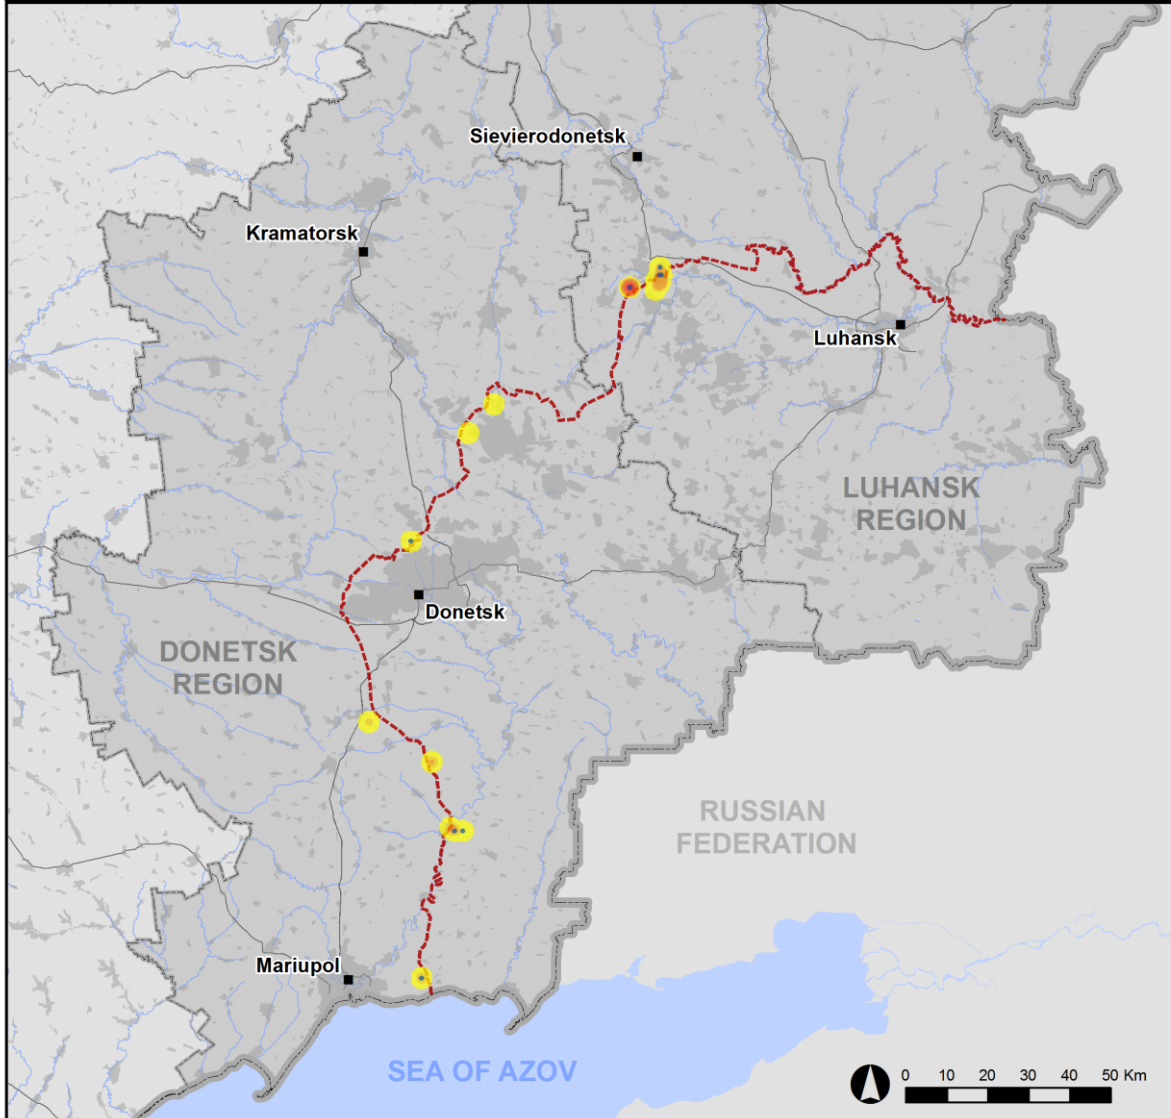 Sievierodonetsk
Kramatorsk
Luhansk
LUHANSK
REGION
Donetsk
DONETSK
REGION
RUSSIAN
FEDERATION
Mariupol
SEA OF AZOV
0 10 20 30 40 50 Km